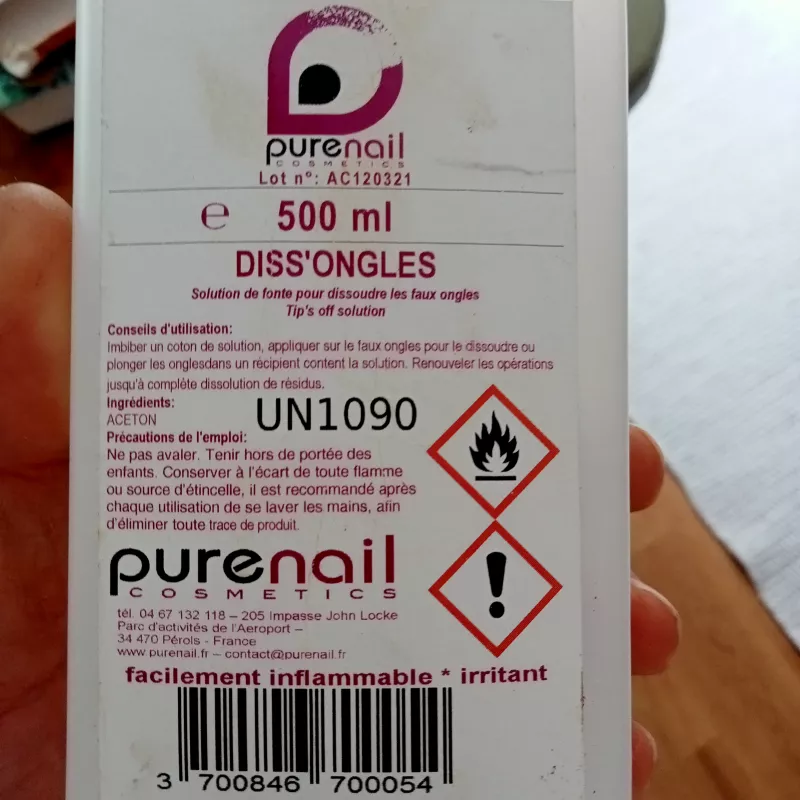 purenail
COSMETICS
Lot n°: AC120321
e 500 ml
DISS'ONGLES
Solution de fonte pour dissoudre les faux ongles
Tip's off solution
Conseils d'utilisation:
Imbiber un coton de solution, appliquer sur le faux ongles pour le dissoudre ou
plonger les onglesdans un récipient content la solution. Renouveler les opérations
jusqu'à complête dissolution de résidus.
Ingrédients:
ACETON
UN1090
Précautions de l'emploi:
Ne pas avaler. Tenir hors de portée des
enfants. Conserver à l'écart de toute flamme
ou source d'étincelle, il est recommandé après
chaque utilisation de se laver les mains, afin
d'éliminer toute trace de produit.
purenail
COSMETICS
tél. 04 67 132 118 – 205 Impasse John Locke
Parc d'activités de l'Aeroport –
34 470 Pérols - France
www.purenail.fr – contact@purenail.fr
facilement inflammable * irritant
3 700846 700054